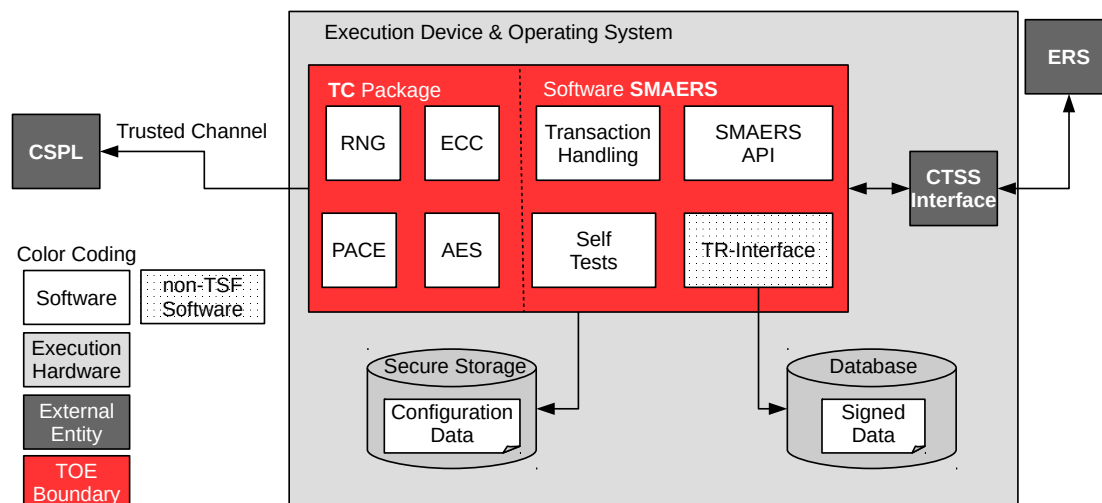 Execution Device & Operating System
ERS
TC Package
Software SMAERS
Trusted Channel
CSPL
RNG
ECC
Transaction
Handling
SMAERS
API
CTSS
Interface
PACE
AES
Self
Tests
TR-Interface
Color Coding
Software
non-TSF
Software
Execution
Hardware
External
Entity
TOE
Boundary
Secure Storage
Configuration
Data
Database
Signed
Data